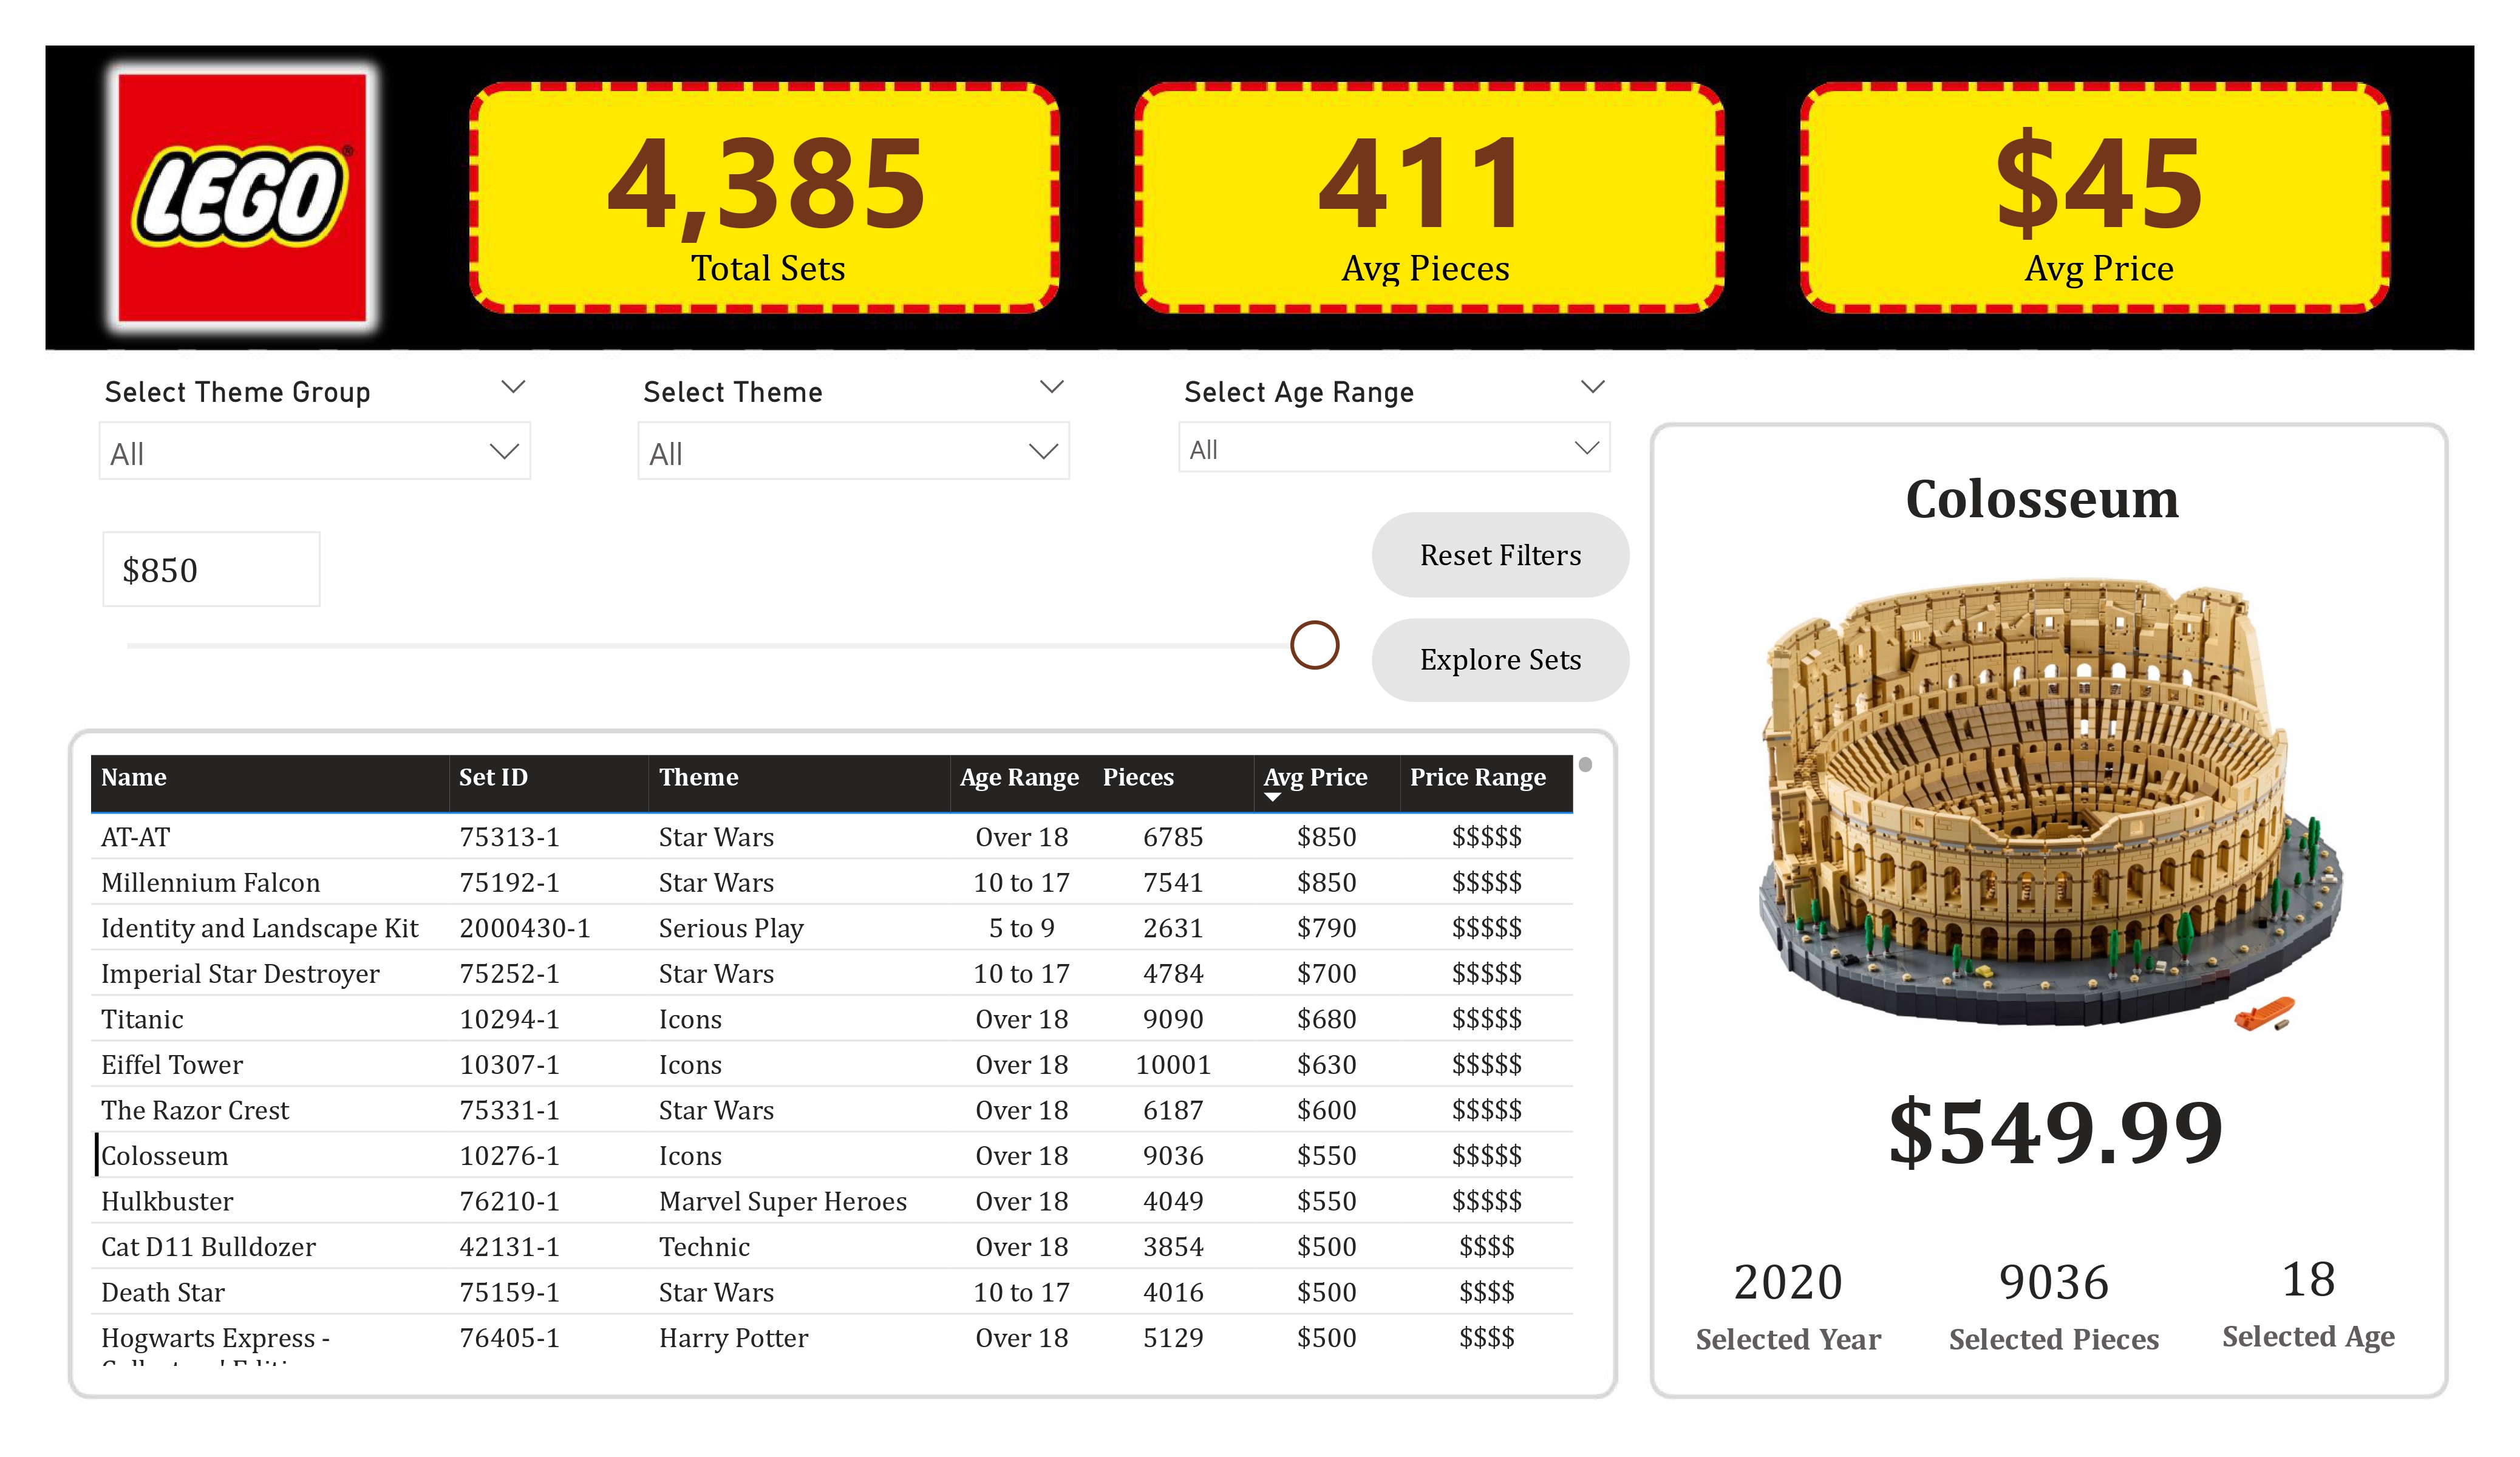 LEGO®
4,385
Total Sets
411
Avg Pieces
$45
Avg Price
Select Theme Group
All
Select Theme
All
Select Age Range
All
$850
Reset Filters
Explore Sets
Name Set ID Theme Age Range Pieces Avg Price Price Range
AT-AT 75313-1 Star Wars Over 18 6785 $850 $$$$$
Millennium Falcon 75192-1 Star Wars 10 to 17 7541 $850 $$$$$
Identity and Landscape Kit 2000430-1 Serious Play 5 to 9 2631 $790 $$$$$
Imperial Star Destroyer 75252-1 Star Wars 10 to 17 4784 $700 $$$$$
Titanic 10294-1 Icons Over 18 9090 $680 $$$$$
Eiffel Tower 10307-1 Icons Over 18 10001 $630 $$$$$
The Razor Crest 75331-1 Star Wars Over 18 6187 $600 $$$$$
Colosseum 10276-1 Icons Over 18 9036 $550 $$$$$
Hulkbuster 76210-1 Marvel Super Heroes Over 18 4049 $550 $$$$$
Cat D11 Bulldozer 42131-1 Technic Over 18 3854 $500 $$$$
Death Star 75159-1 Star Wars 10 to 17 4016 $500 $$$$
Hogwarts Express - 76405-1 Harry Potter Over 18 5129 $500 $$$$
Colosseum
$549.99
2020
Selected Year
9036
Selected Pieces
18
Selected Age